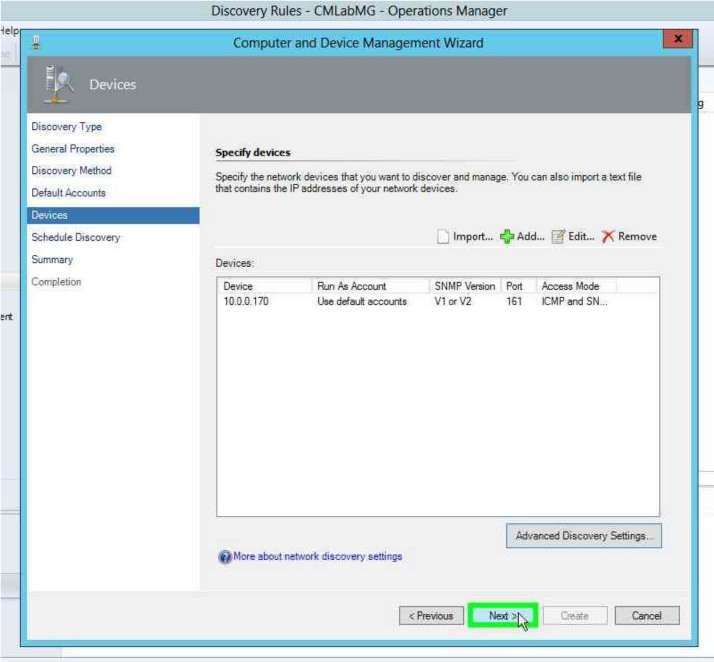 Discovery Rules - CMLabMG - Operations Manager
Help
Computer and Device Management Wizard
x
Devices
g
Discovery Type
General Properties
Discovery Method
Default Accounts
Devices
Schedule Discovery
Summary
Completion
ent
Specify devices
Specify the network devices that you want to discover and manage. You can also import a text file
that contains the IP addresses of your network devices.
Import... Add... Edit... Remove
Devices:
Device Run As Account SNMP Version Port Access Mode
10.0.0.170 Use default accounts V1 or V2 161 ICMP and SN...
Advanced Discovery Settings...
More about network discovery settings
< Previous Next > Create Cancel